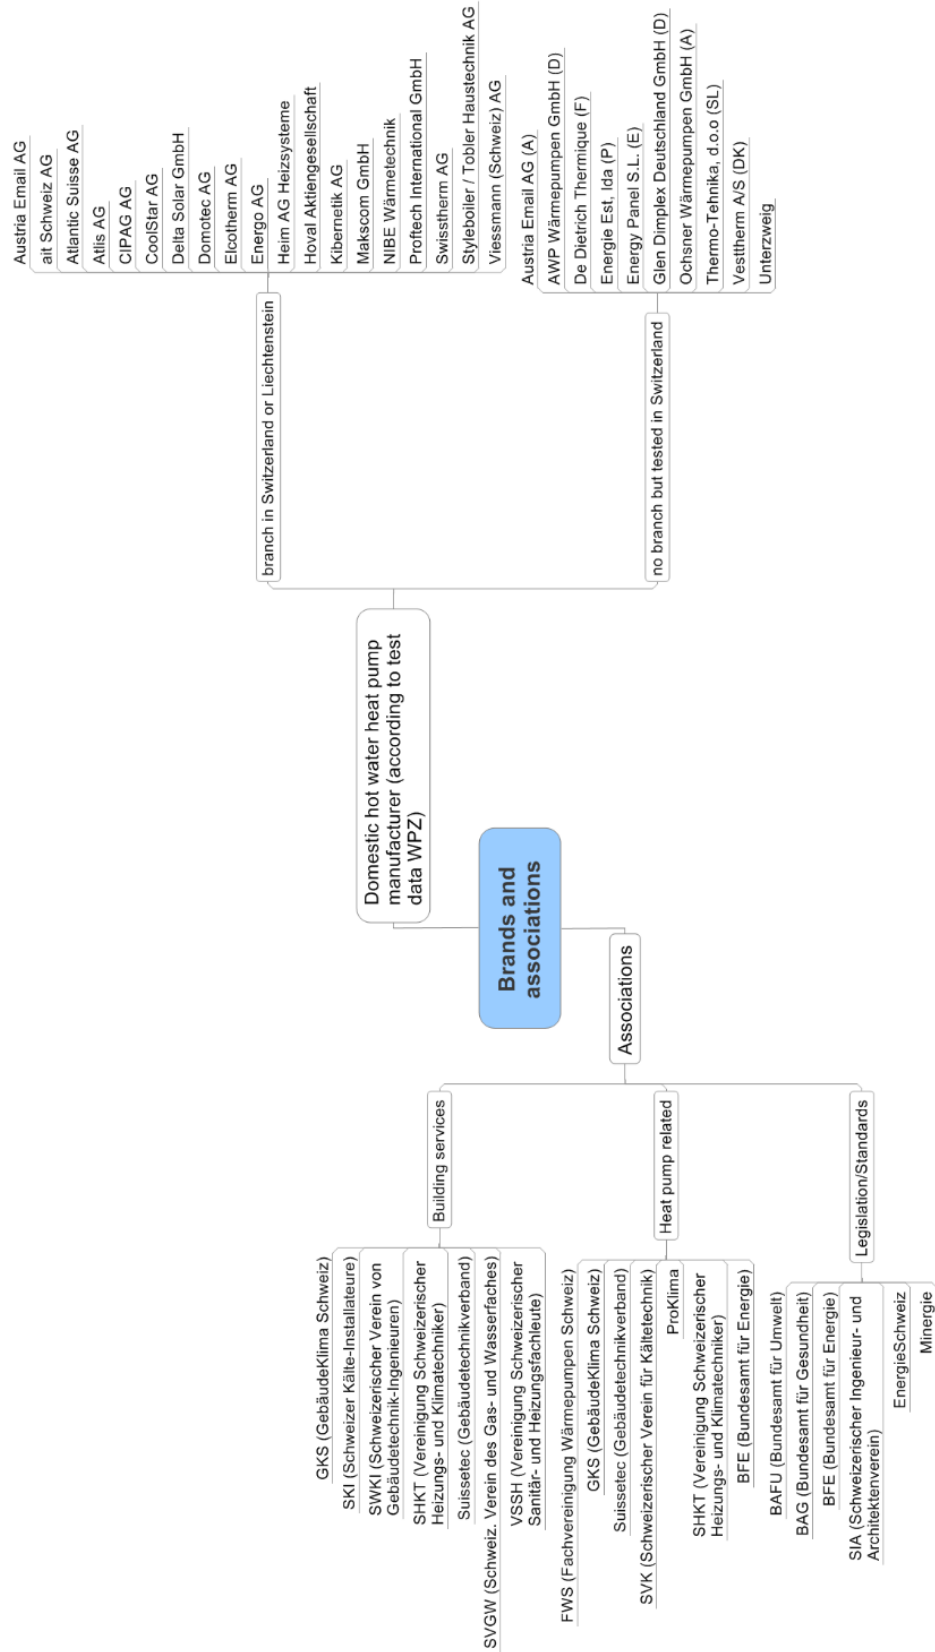 Brands and
associations
Domestic hot water heat pump
manufacturer (according to test
data WPZ)
branch in Switzerland or Liechtenstein
Austria Email AG
ait Schweiz AG
Atlantic Suisse AG
Atlis AG
CIPAG AG
CoolStar AG
Delta Solar GmbH
Domotec AG
Elcotherm AG
Energo AG
Heim AG Heizsysteme
Hoval Aktiengesellschaft
Kibernetik AG
Makscom GmbH
NIBE Wärmetechnik
Proftech International GmbH
Swisstherm AG
Styleboiler / Tobler Haustechnik AG
Viessmann (Schweiz) AG
no branch but tested in Switzerland
Austria Email AG (A)
AWP Wärmepumpen GmbH (D)
De Dietrich Thermique (F)
Energie Est, lda (P)
Energy Panel S.L. (E)
Glen Dimplex Deutschland GmbH (D)
Ochsner Wärmepumpen GmbH (A)
Thermo-Tehnika, d.o.o (SL)
Vesttherm A/S (DK)
Unterzweig
Associations
Building services
GKS (GebäudeKlima Schweiz)
SKI (Schweizer Kälte-Installateure)
SWKI (Schweizerischer Verein von
Gebäudetechnik-Ingenieuren)
SHKT (Vereinigung Schweizerischer
Heizungs- und Klimatechniker)
Suissetec (Gebäudetechnikverband)
SVGW (Schweiz. Verein des Gas- und Wasserfaches)
VSSH (Vereinigung Schweizerischer
Sanitär- und Heizungsfachleute)
Heat pump related
FWS (Fachvereinigung Wärmepumpen Schweiz)
GKS (GebäudeKlima Schweiz)
Suissetec (Gebäudetechnikverband)
SVK (Schweizerischer Verein für Kältetechnik)
ProKlima
SHKT (Vereinigung Schweizerischer
Heizungs- und Klimatechniker)
BFE (Bundesamt für Energie)
Legislation/Standards
BAFU (Bundesamt für Umwelt)
BAG (Bundesamt für Gesundheit)
BFE (Bundesamt für Energie)
SIA (Schweizerischer Ingenieur- und
Architektenverein)
EnergieSchweiz
Minergie